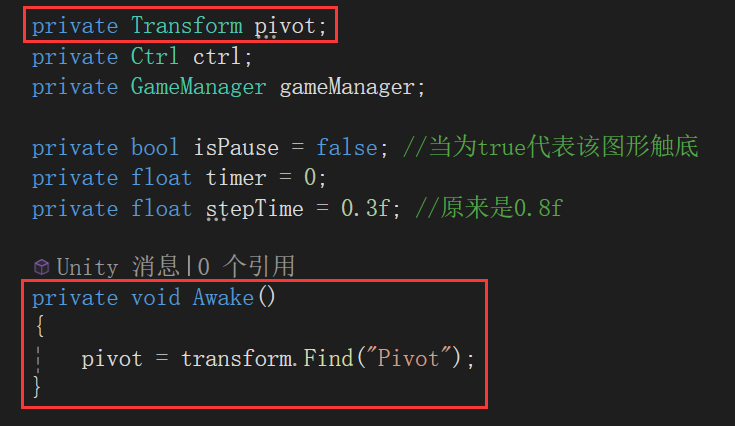 private Transform pivot;
private Ctrl ctrl;
private GameManager gameManager;
private bool isPause = false; //当为true代表该图形触底
private float timer = 0;
private float stepTime = 0.3f; //原来是0.8f
Unity 消息|0 个引用
private void Awake()
{
pivot = transform.Find("Pivot");
}